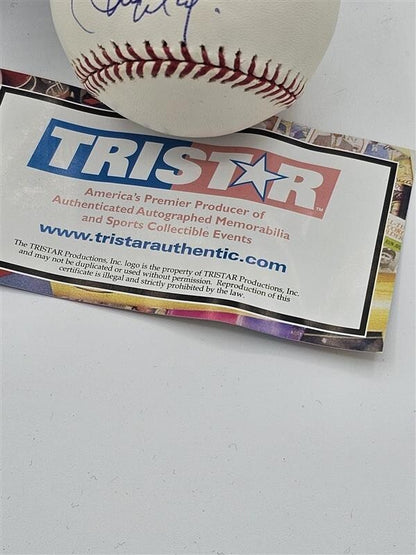 TRISTAR™
America's Premier Producer of
Authenticated Autographed Memorabilia
and Sports Collectible Events
www.tristarauthentic.com
The TRISTAR Productions, Inc. logo is the property of TRISTAR Productions, Inc.
and may not be duplicated or used without permission. Reproduction of this
certificate is illegal and strictly prohibited by the law.